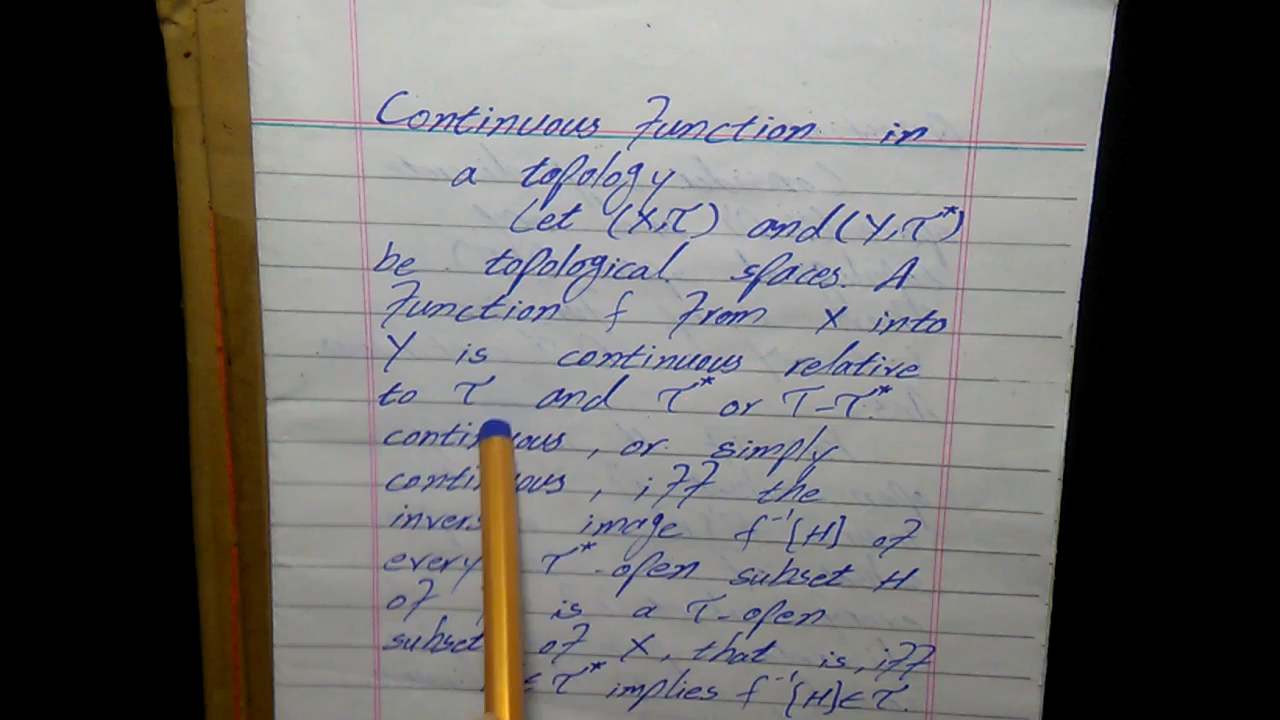 Continuous Function in
a topology
Let (X,τ) and (Y,τ*)
be topological spaces. A
Function f From X into
Y is continuous relative
to τ and τ* or τ-τ*
continuous, or simply
continuous, iff the
inverse image f⁻¹[H] of
every τ*-open subset H
of is a τ-open
subset of X, that is, iff
∈ τ* implies f⁻¹[H] ∈ τ.